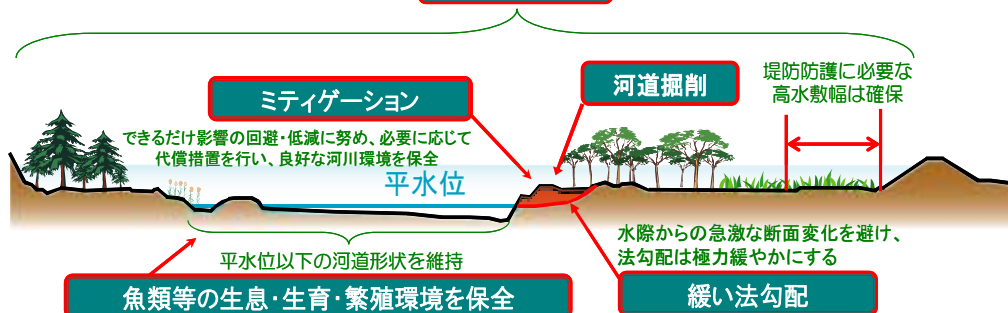 ミティゲーション
できるだけ影響の回避・低減に努め、必要に応じて
代償措置を行い、良好な河川環境を保全
河道掘削
堤防防護に必要な
高水敷幅は確保
平水位
平水位以下の河道形状を維持
水際からの急激な断面変化を避け、
法勾配は極力緩やかにする
魚類等の生息・生育・繁殖環境を保全
緩い法勾配